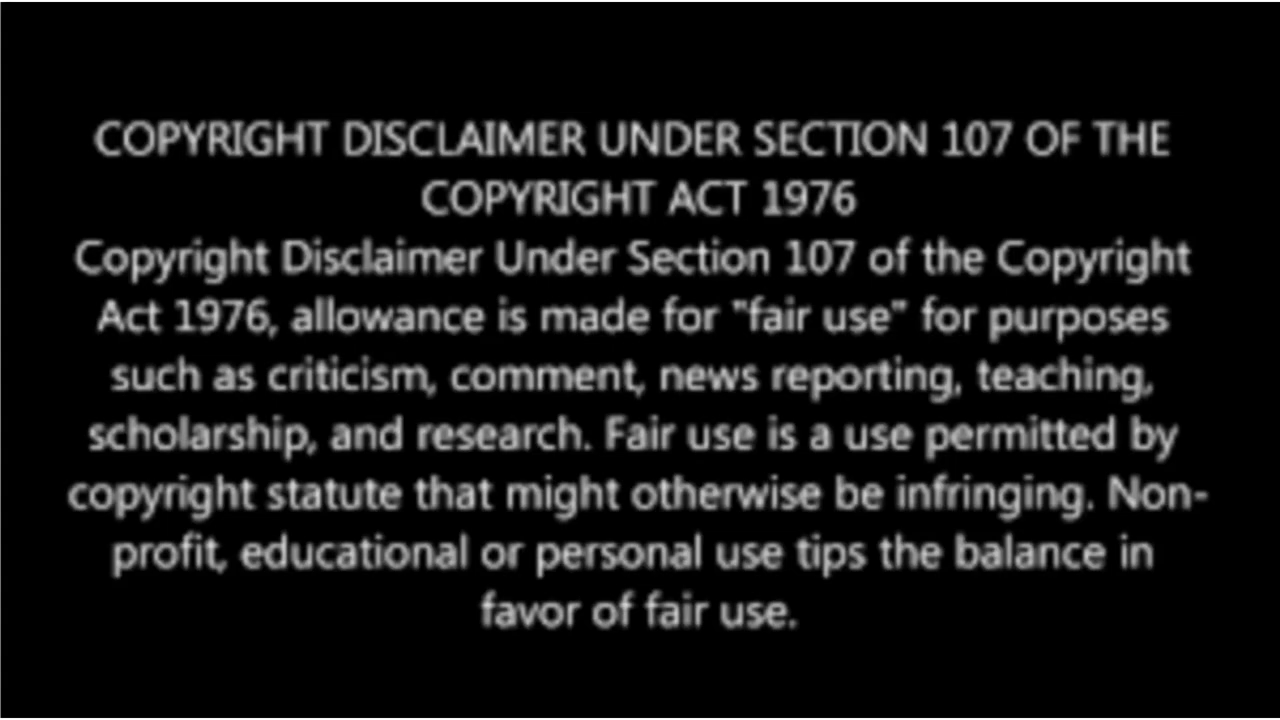 COPYRIGHT DISCLAIMER UNDER SECTION 107 OF THE
COPYRIGHT ACT 1976
Copyright Disclaimer Under Section 107 of the Copyright
Act 1976, allowance is made for "fair use" for purposes
such as criticism, comment, news reporting, teaching,
scholarship, and research. Fair use is a use permitted by
copyright statute that might otherwise be infringing. Non-
profit, educational or personal use tips the balance in
favor of fair use.